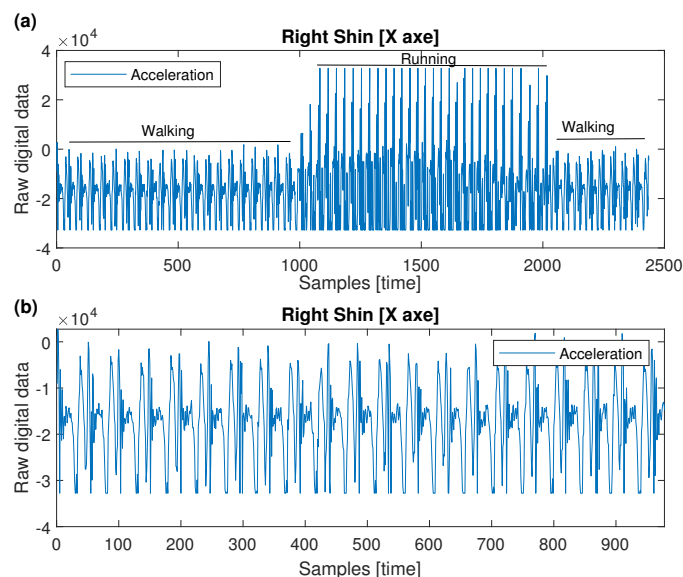 (a)
Right Shin [X axe]
× 10^4
Acceleration
Running
Walking
Walking
Raw digital data
4
2
0
-2
-4
0 500 1000 1500 2000 2500
Samples [time]
(b)
Right Shin [X axe]
× 10^4
Acceleration
Raw digital data
0
-1
-2
-3
-4
0 100 200 300 400 500 600 700 800 900
Samples [time]